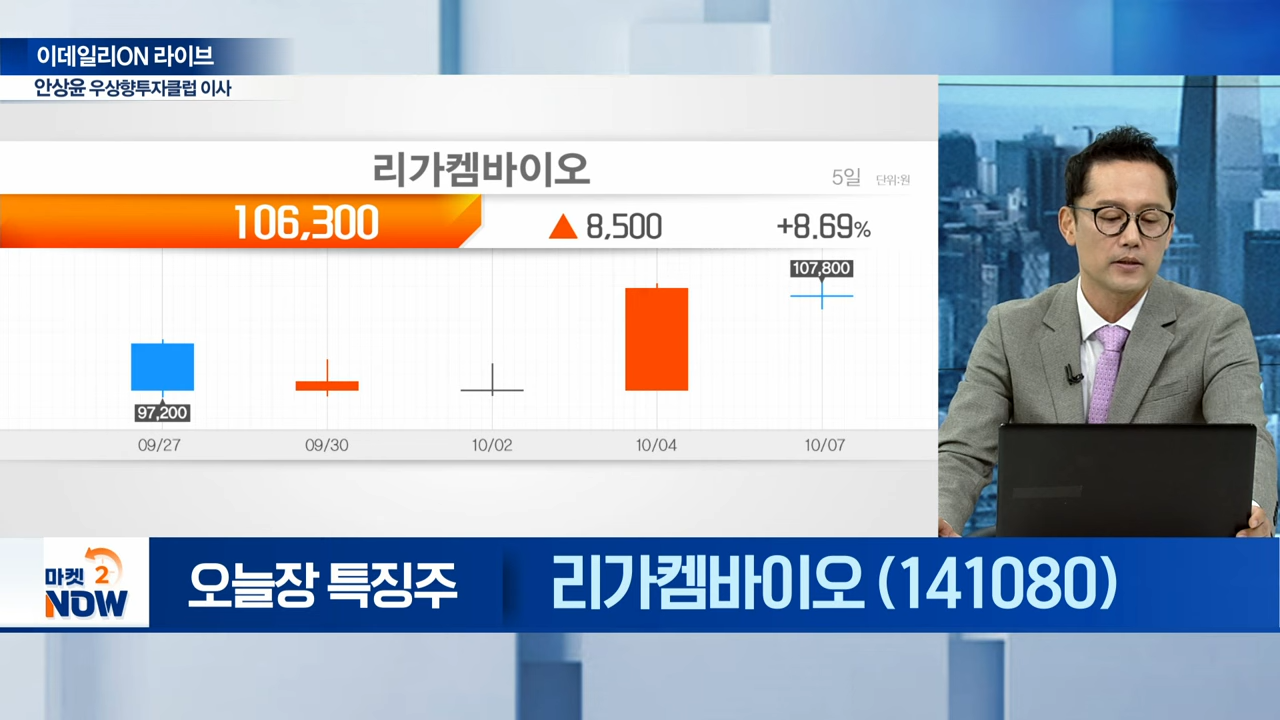 이데일리ON 라이브
안상윤 우상향투자클럽 이사
리가켐바이오
5일 단위:원
106,300 ▲ 8,500 +8.69%
107,800
97,200
09/27 09/30 10/02 10/04 10/07
마켓 2 NOW
오늘장 특징주 리가켐바이오 (141080)